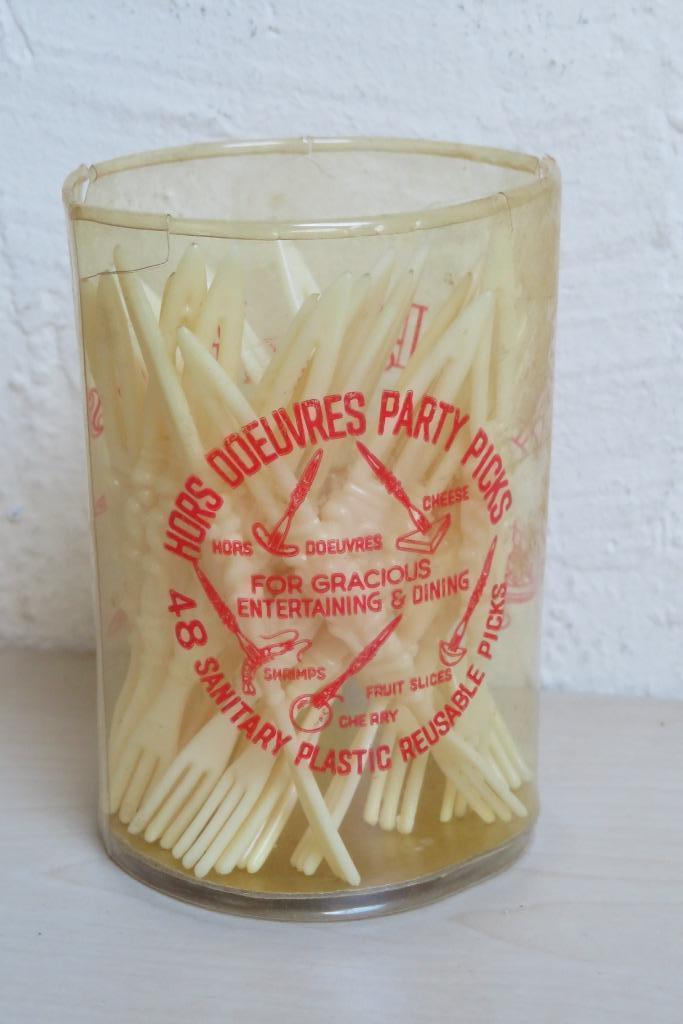 HORS DOEUVRES PARTY PICKS
CHEESE
HORS DOEUVRES
FOR GRACIOUS
ENTERTAINING & DINING
SHRIMPS
FRUIT SLICES
CHERRY
48 SANITARY PLASTIC REUSABLE PICKS